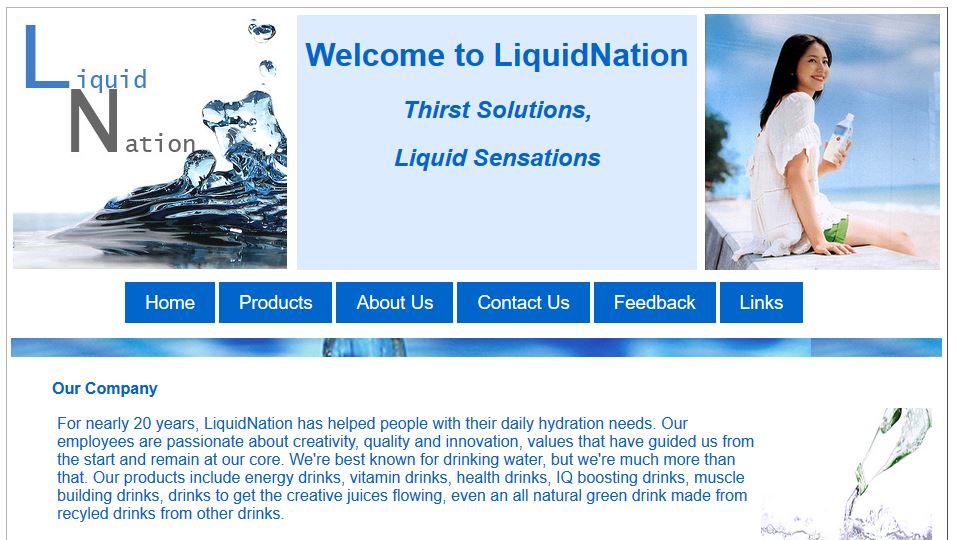 Liquid
Nation
Welcome to LiquidNation
Thirst Solutions,
Liquid Sensations
Home Products About Us Contact Us Feedback Links
Our Company
For nearly 20 years, LiquidNation has helped people with their daily hydration needs. Our
employees are passionate about creativity, quality and innovation, values that have guided us from
the start and remain at our core. We're best known for drinking water, but we're much more than
that. Our products include energy drinks, vitamin drinks, health drinks, IQ boosting drinks, muscle
building drinks, drinks to get the creative juices flowing, even an all natural green drink made from
recyled drinks from other drinks.